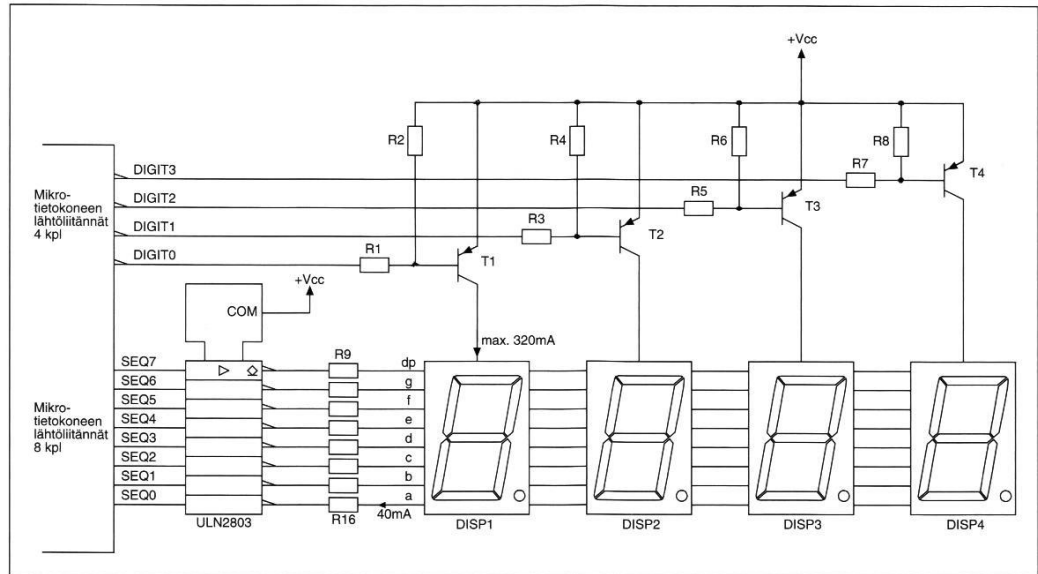 +Vcc
R2
R4
R6
R8
DIGIT3
R7
T4
Mikro-
tietokoneen
lähtöliitännät
4 kpl
DIGIT2
R5
T3
DIGIT1
R3
T2
DIGIT0
R1
T1
+Vcc
COM
max. 320mA
SEQ7
R9
dp
SEQ6
g
SEQ5
f
Mikro-
tietokoneen
lähtöliitännät
8 kpl
SEQ4
e
SEQ3
d
SEQ2
c
SEQ1
b
SEQ0
a
R16
40mA
ULN2803
DISP1
DISP2
DISP3
DISP4